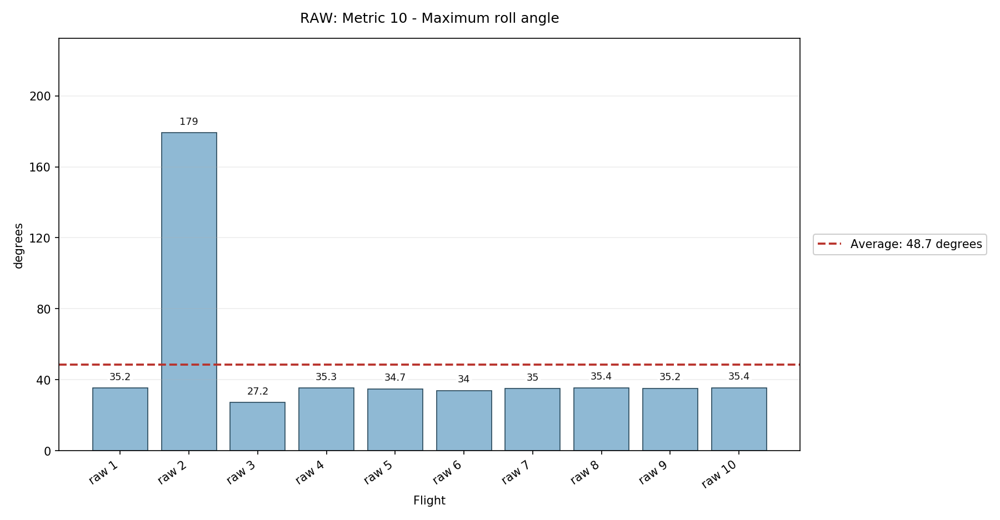 RAW: Metric 10 - Maximum roll angle
degrees
200
160
120
80
40
0
35.2
179
27.2
35.3
34.7
34
35
35.4
35.2
35.4
Average: 48.7 degrees
raw 1
raw 2
raw 3
raw 4
raw 5
raw 6
raw 7
raw 8
raw 9
raw 10
Flight